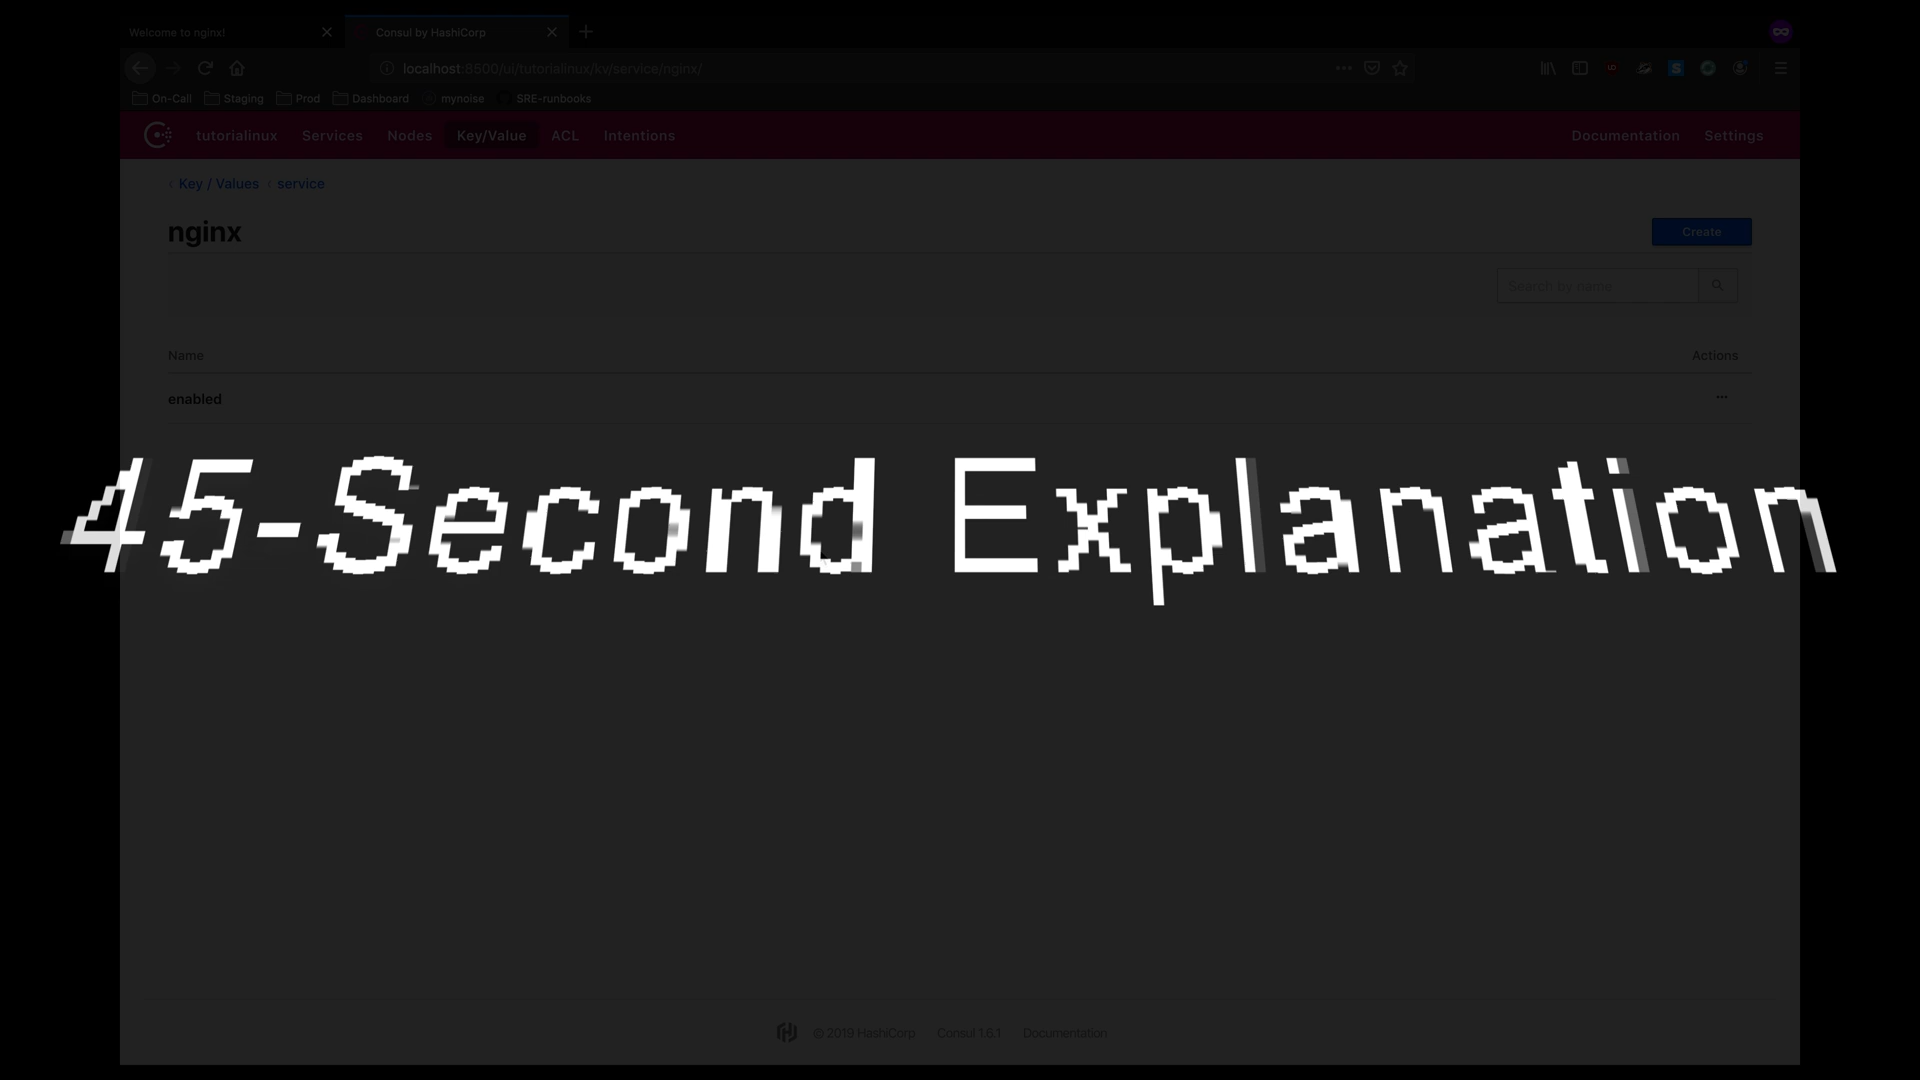 Welcome to nginx!
Consul by HashiCorp
localhost:8500/ui/tutorialinux/kv/service/nginx/
On-Call
Staging
Prod
Dashboard
mynoise
SRE-runbooks
tutorialinux
Services
Nodes
Key/Value
ACL
Intentions
Documentation
Settings
‹ Key / Values › service
nginx
Create
Search by name
Name
Actions
enabled
45-Second Explanation
© 2019 HashiCorp
Consul 1.6.1
Documentation